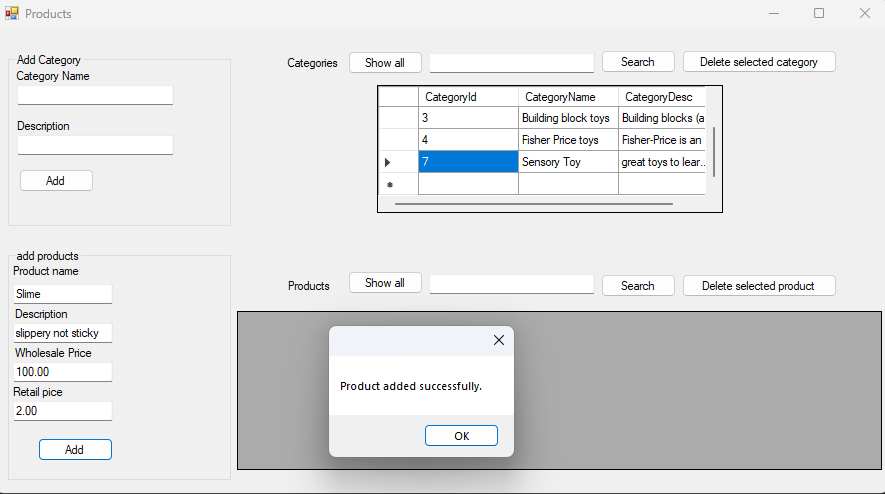 Products
Add Category
Category Name
Description
Add
Categories Show all Search Delete selected category
CategoryId CategoryName CategoryDesc
3 Building block toys Building blocks (a
4 Fisher Price toys Fisher-Price is an
7 Sensory Toy great toys to lear...
add products
Product name
Slime
Description
slippery not sticky
Wholesale Price
100.00
Retail pice
2.00
Add
Products Show all Search Delete selected product
Product added successfully.
OK